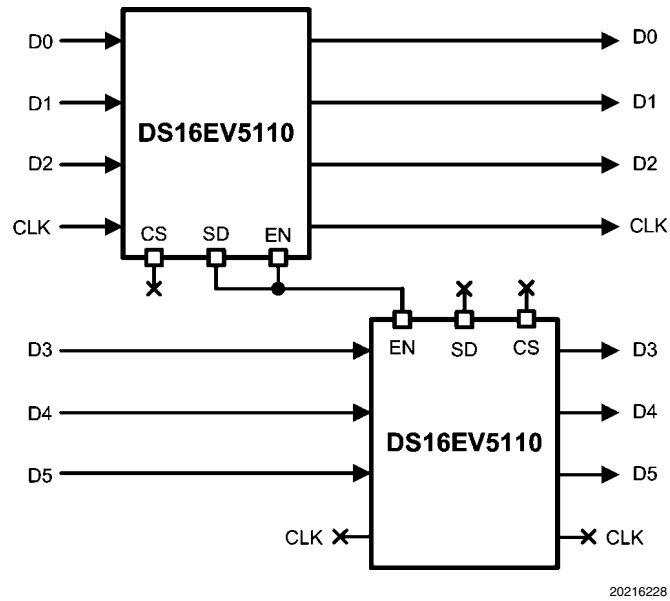 D0 D0
D1 D1
DS16EV5110
D2 D2
CLK CLK
CS SD EN
D3 EN SD CS D3
D4 D4
DS16EV5110
D5 D5
CLK CLK
20216228